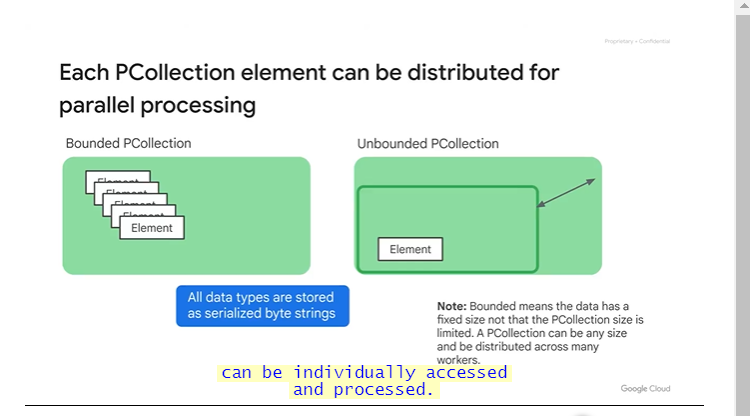 Proprietary + Confidential
Each PCollection element can be distributed for
parallel processing
Bounded PCollection
Unbounded PCollection
Element
Element
Element
Element
Element
Element
All data types are stored
as serialized byte strings
Note: Bounded means the data has a
fixed size not that the PCollection size is
limited. A PCollection can be any size
and be distributed across many
workers.
can be individually accessed
and processed.
Google Cloud